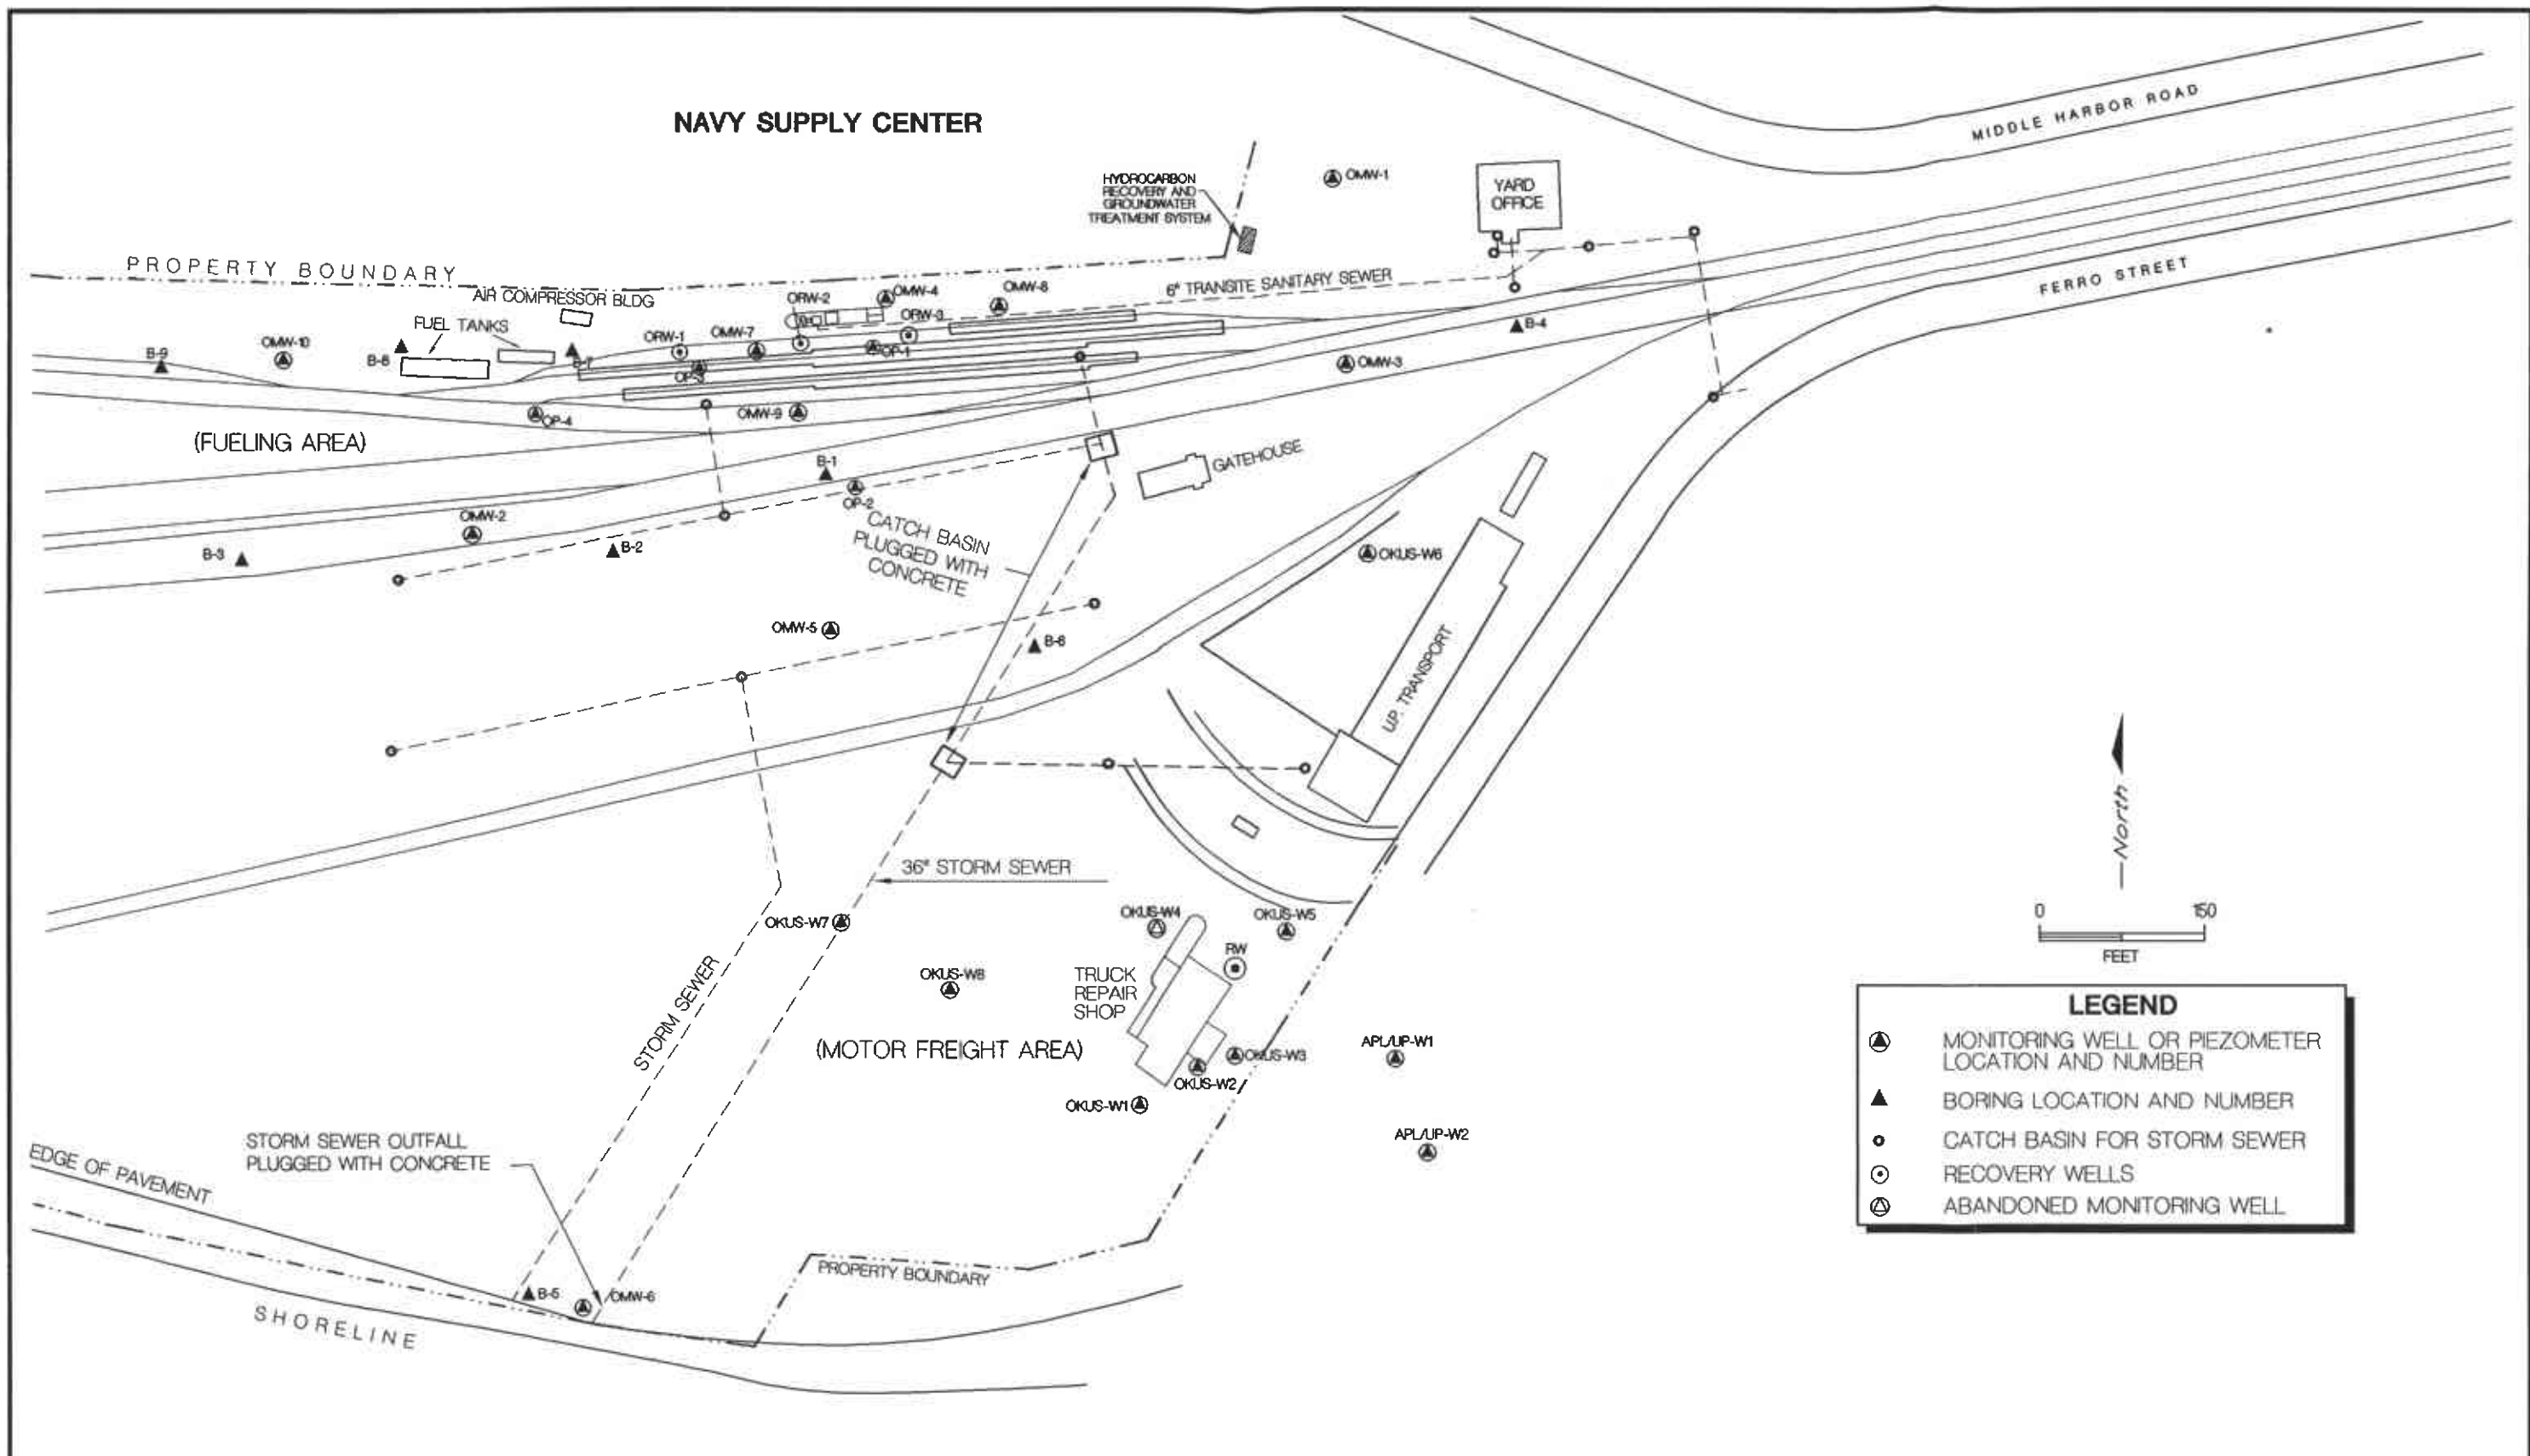 NAVY SUPPLY CENTER
MIDDLE HARBOR ROAD
HYDROCARBON
RECOVERY AND
GROUNDWATER
TREATMENT SYSTEM
OMW-1
YARD
OFFICE
PROPERTY BOUNDARY
AIR COMPRESSOR BLDG
FUEL TANKS
ORW-2
OMW-4
OMW-8
6" TRANSITE SANITARY SEWER
FERRO STREET
ORW-3
ORW-1
OMW-7
OP-1
B-4
B-9
OMW-10
B-7
OP-3
OMW-3
OP-4
OMW-9
(FUELING AREA)
GATEHOUSE
B-1
OP-2
OMW-2
B-3
B-2
CATCH BASIN
PLUGGED WITH
CONCRETE
OKUS-W6
OMW-5
U.P. TRANSPORT
North
36" STORM SEWER
OKUS-W7
OKUS-W4
OKUS-W5
RW
TRUCK
REPAIR
SHOP
STORM SEWER
(MOTOR FREIGHT AREA)
OKUS-W3
OKUS-W2
OKUS-W1
APL/UP-W1
APL/UP-W2
0 150
FEET
LEGEND
MONITORING WELL OR PIEZOMETER
LOCATION AND NUMBER
BORING LOCATION AND NUMBER
CATCH BASIN FOR STORM SEWER
RECOVERY WELLS
ABANDONED MONITORING WELL
STORM SEWER OUTFALL
PLUGGED WITH CONCRETE
EDGE OF PAVEMENT
PROPERTY BOUNDARY
B-5
OMW-6
SHORELINE